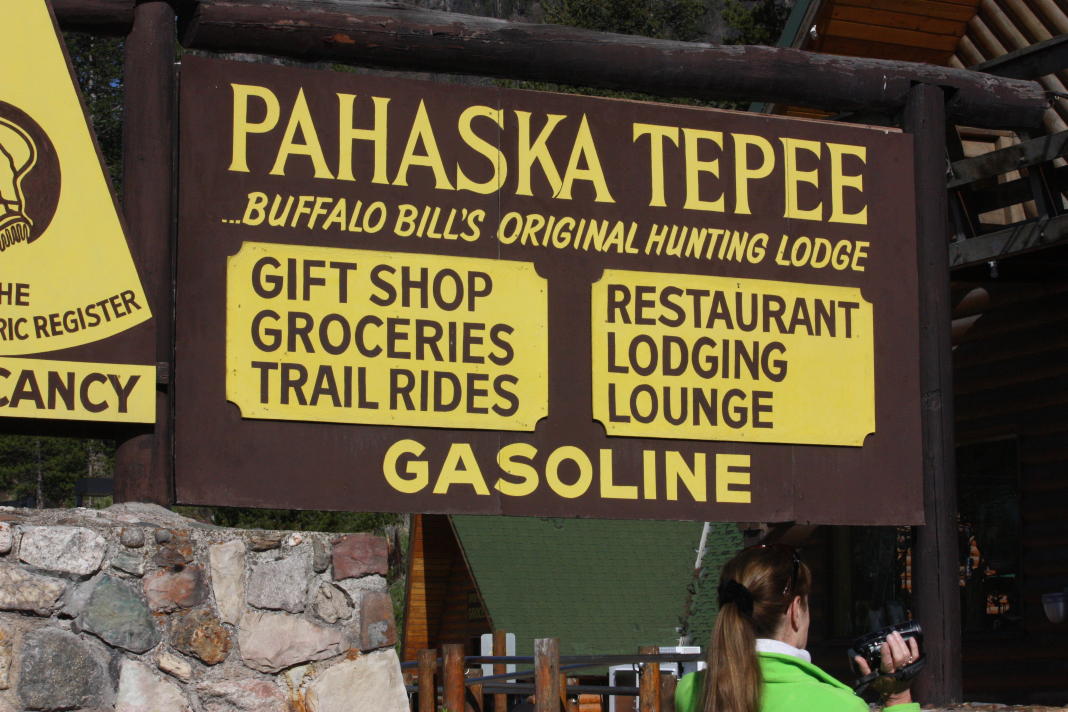 PAHASKA TEPEE
...BUFFALO BILL'S ORIGINAL HUNTING LODGE
GIFT SHOP
GROCERIES
TRAIL RIDES
RESTAURANT
LODGING
LOUNGE
GASOLINE
HE
RIC REGISTER
CANCY